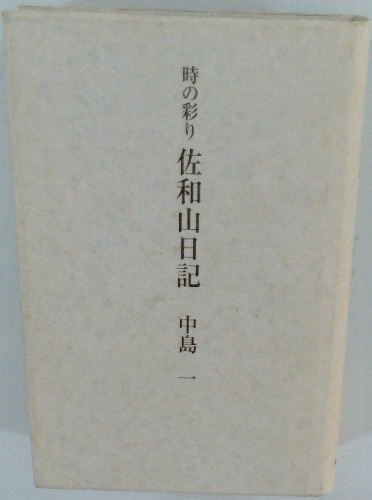 時の彩り 佐和山日記 中島 一